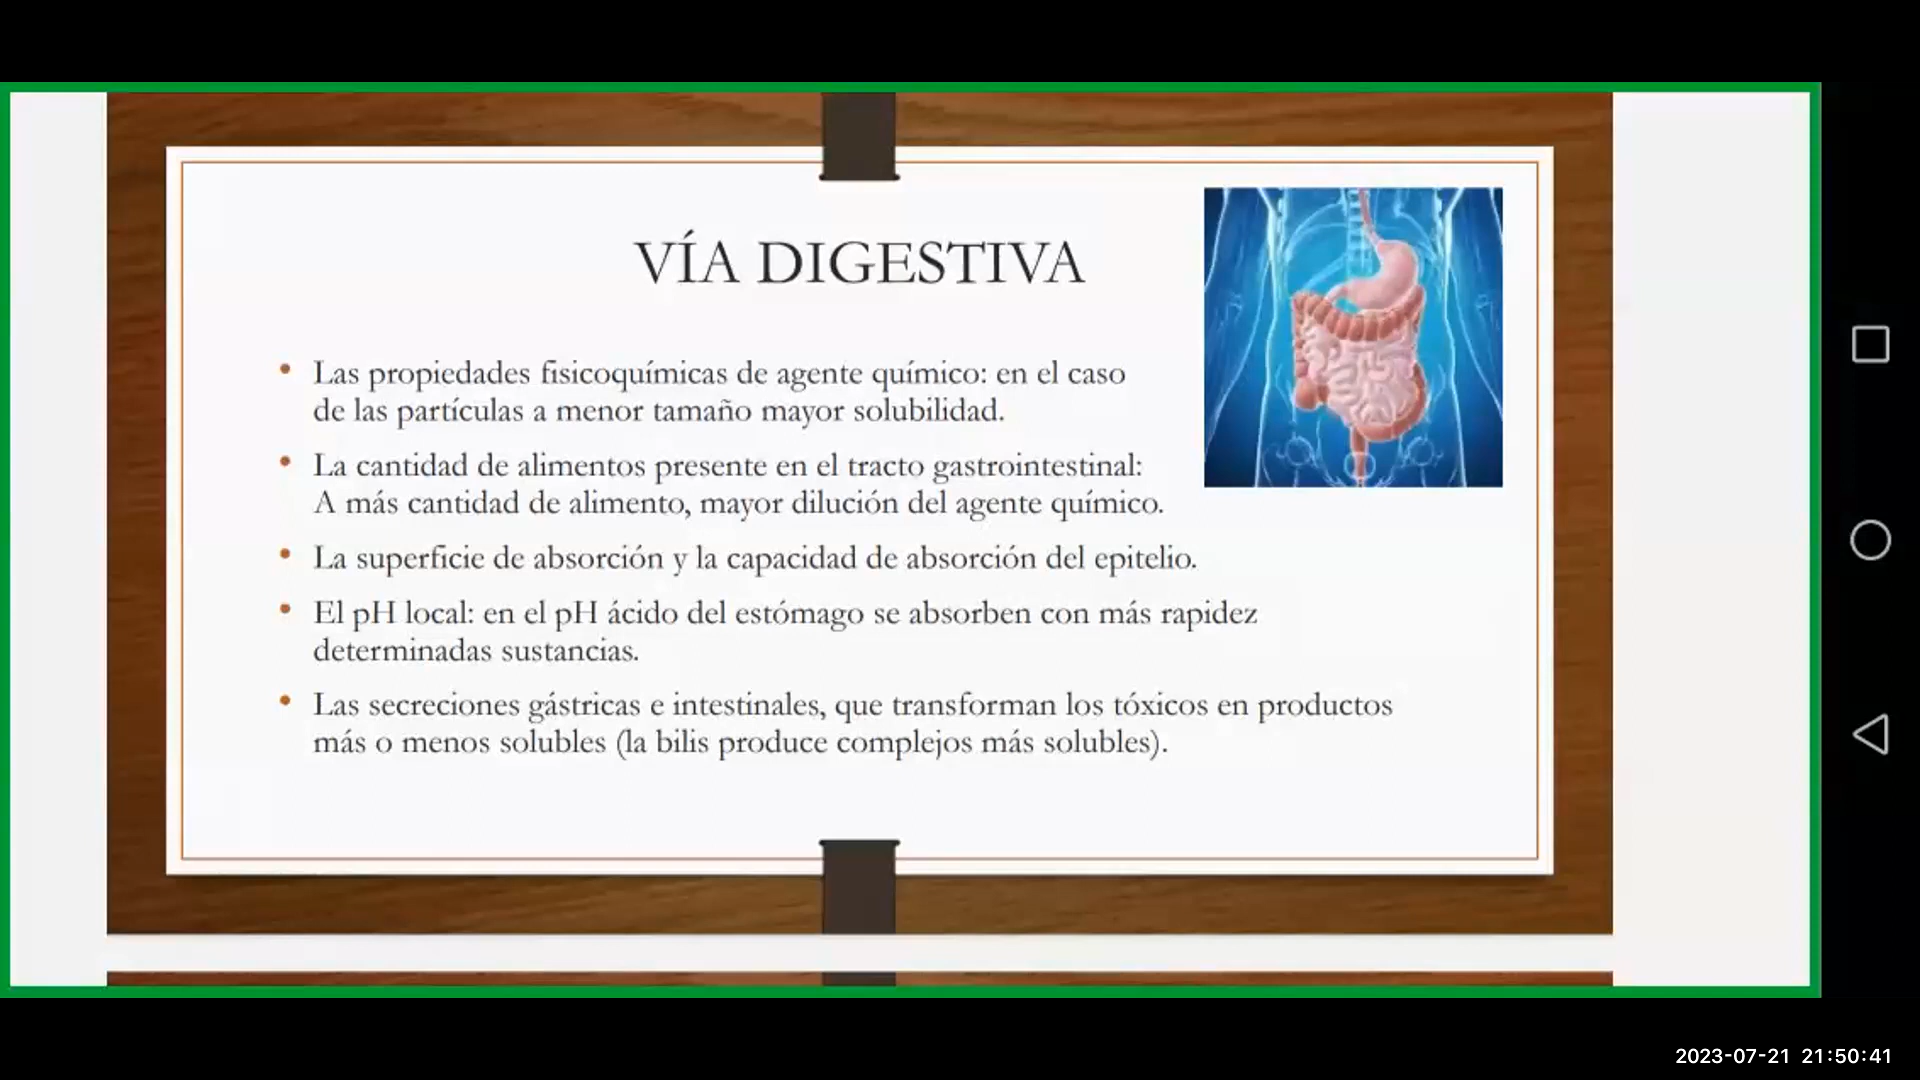 VÍA DIGESTIVA
• Las propiedades fisicoquímicas de agente químico: en el caso
de las partículas a menor tamaño mayor solubilidad.
• La cantidad de alimentos presente en el tracto gastrointestinal:
A más cantidad de alimento, mayor dilución del agente químico.
• La superficie de absorción y la capacidad de absorción del epitelio.
• El pH local: en el pH ácido del estómago se absorben con más rapidez
determinadas sustancias.
• Las secreciones gástricas e intestinales, que transforman los tóxicos en productos
más o menos solubles (la bilis produce complejos más solubles).
2023-07-21 21:50:41